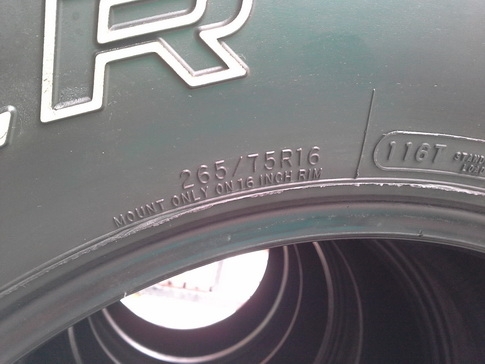 R
265/75R16
MOUNT ONLY ON 16 INCH RIM
116T